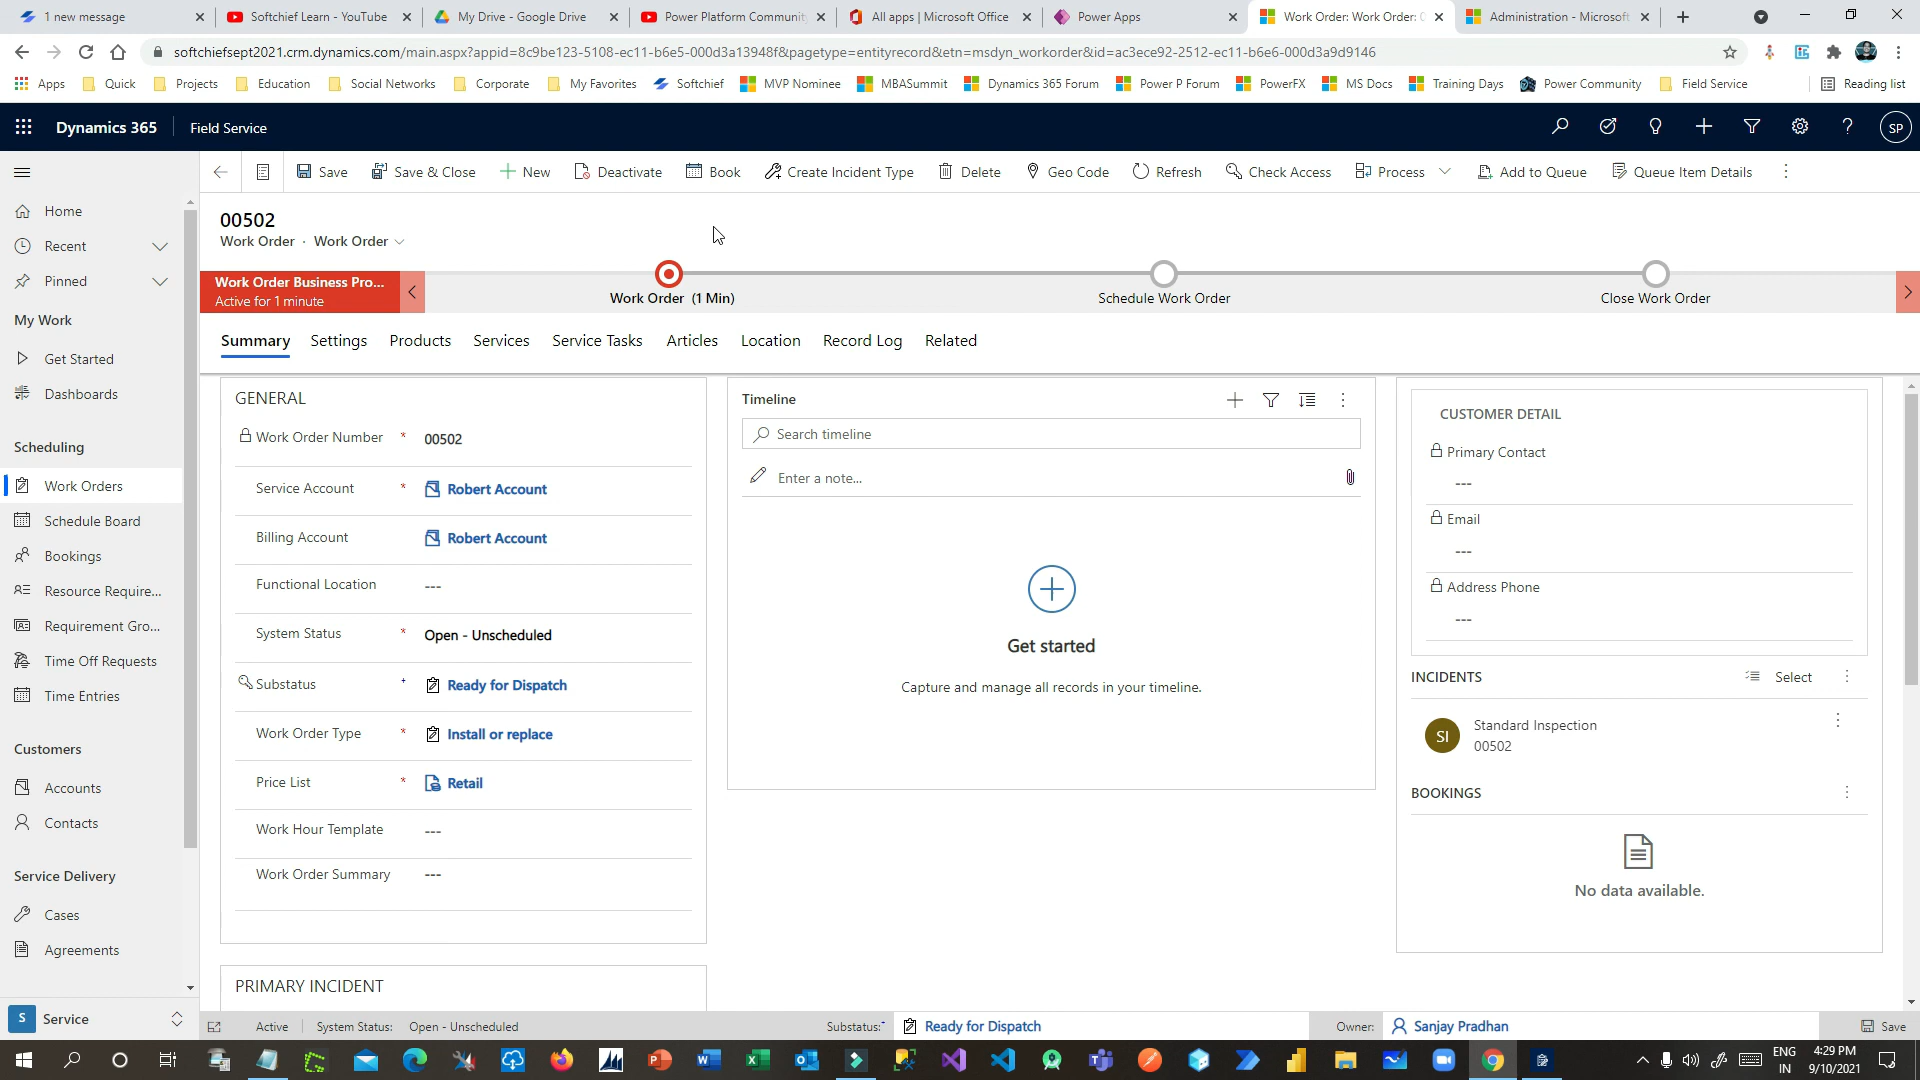 1 new message
Softchief Learn - YouTube
My Drive - Google Drive
Power Platform Communit
All apps | Microsoft Office
Power Apps
Work Order: Work Order: 0
Administration - Microsoft
softchiefsept2021.crm.dynamics.com/main.aspx?appid=8c9be123-5108-ec11-b6e5-000d3a13948f&pagetype=entityrecord&etn=msdyn_workorder&id=ac3ece92-2512-ec11-b6e6-000d3a9d9146
Apps
Quick
Projects
Education
Social Networks
Corporate
My Favorites
Softchief
MVP Nominee
MBASummit
Dynamics 365 Forum
Power P Forum
PowerFX
MS Docs
Training Days
Power Community
Field Service
Reading list
Dynamics 365
Field Service
SP
Save
Save & Close
New
Deactivate
Book
Create Incident Type
Delete
Geo Code
Refresh
Check Access
Process
Add to Queue
Queue Item Details
Home
Recent
Pinned
My Work
Get Started
Dashboards
Scheduling
Work Orders
Schedule Board
Bookings
Resource Require...
Requirement Gro...
Time Off Requests
Time Entries
Customers
Accounts
Contacts
Service Delivery
Cases
Agreements
S Service
00502
Work Order · Work Order
Work Order Business Pro...
Active for 1 minute
Work Order (1 Min)
Schedule Work Order
Close Work Order
Summary
Settings
Products
Services
Service Tasks
Articles
Location
Record Log
Related
GENERAL
Work Order Number * 00502
Service Account * Robert Account
Billing Account Robert Account
Functional Location ---
System Status * Open - Unscheduled
Substatus + Ready for Dispatch
Work Order Type * Install or replace
Price List * Retail
Work Hour Template ---
Work Order Summary ---
PRIMARY INCIDENT
Timeline
Search timeline
Enter a note...
Get started
Capture and manage all records in your timeline.
CUSTOMER DETAIL
Primary Contact
---
Email
---
Address Phone
---
INCIDENTS
Select
SI
Standard Inspection
00502
BOOKINGS
No data available.
Active
System Status: Open - Unscheduled
Substatus:+ Ready for Dispatch
Owner: Sanjay Pradhan
Save
ENG
IN
4:29 PM
9/10/2021